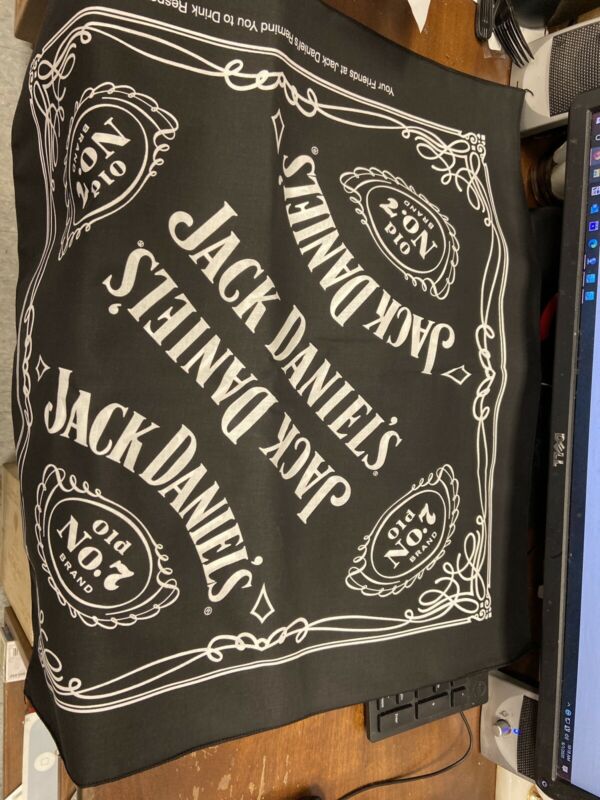 Your Friends at Jack Daniel's Remind You to Drink
OLD
NO.7
BRAND
OLD
NO.7
BRAND
JACK DANIEL'S®
JACK DANIEL'S®
JACK DANIEL'S®
JACK DANIEL'S®
OLD
NO.7
BRAND
OLD
NO.7
BRAND
DELL